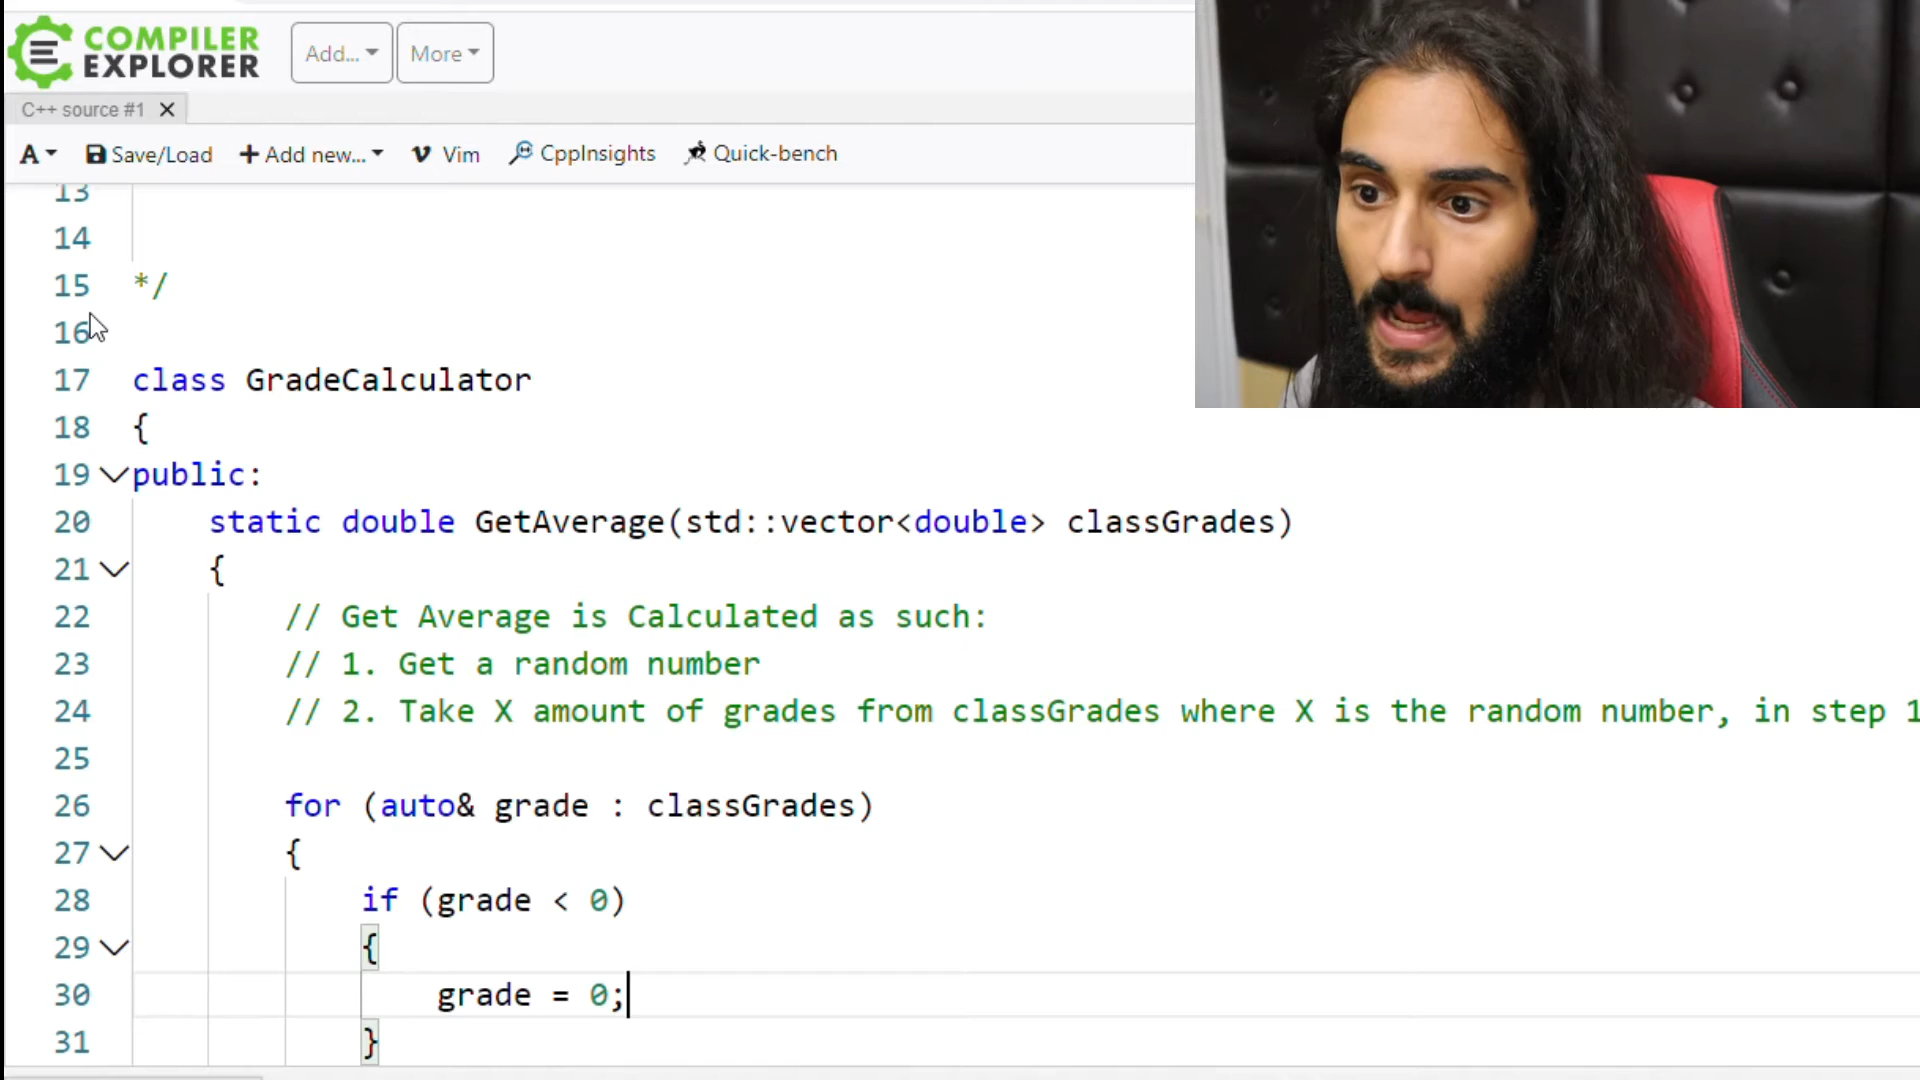 COMPILER
EXPLORER
Add...
More
C++ source #1
A
Save/Load
+ Add new...
Vim
CppInsights
Quick-bench
13
14
15 */
16
17 class GradeCalculator
18 {
19 public:
20 static double GetAverage(std::vector<double> classGrades)
21 {
22 // Get Average is Calculated as such:
23 // 1. Get a random number
24 // 2. Take X amount of grades from classGrades where X is the random number, in step 1
25
26 for (auto& grade : classGrades)
27 {
28 if (grade < 0)
29 {
30 grade = 0;
31 }